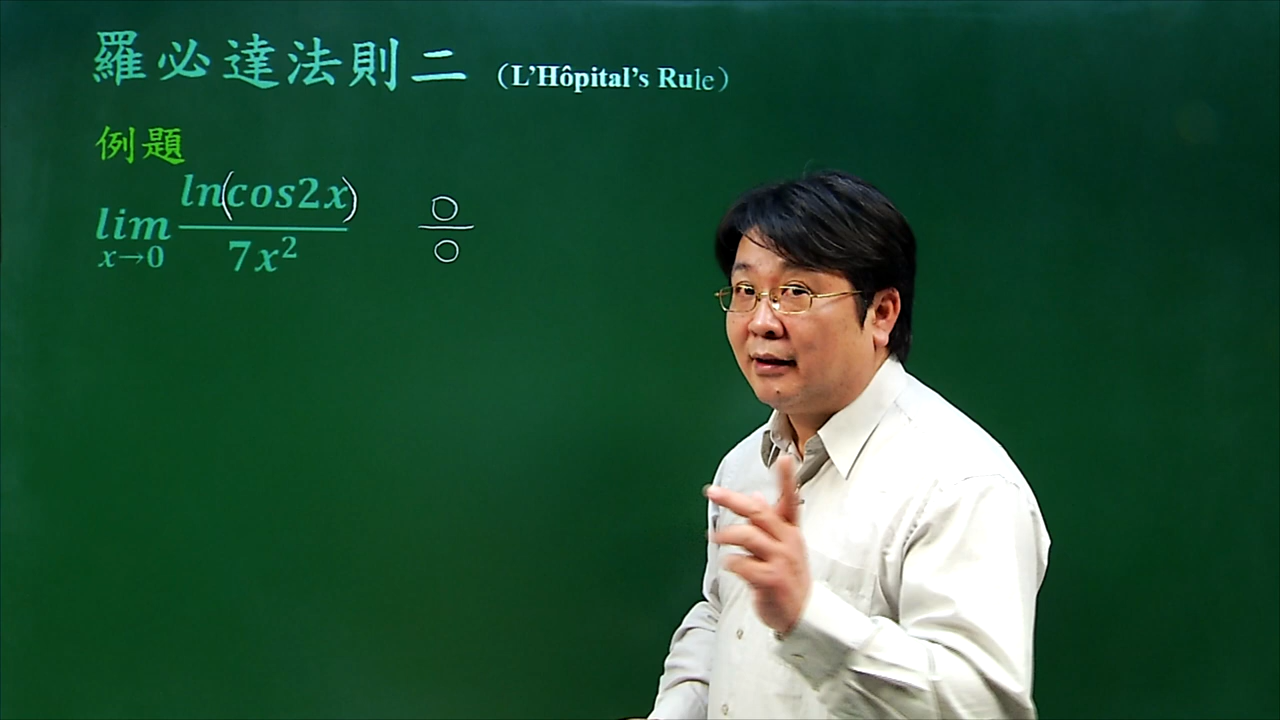 羅必達法則二 (L’Hôpital’s Rule)
例題
lim x→0 ln(cos2x) / 7x² 0/0